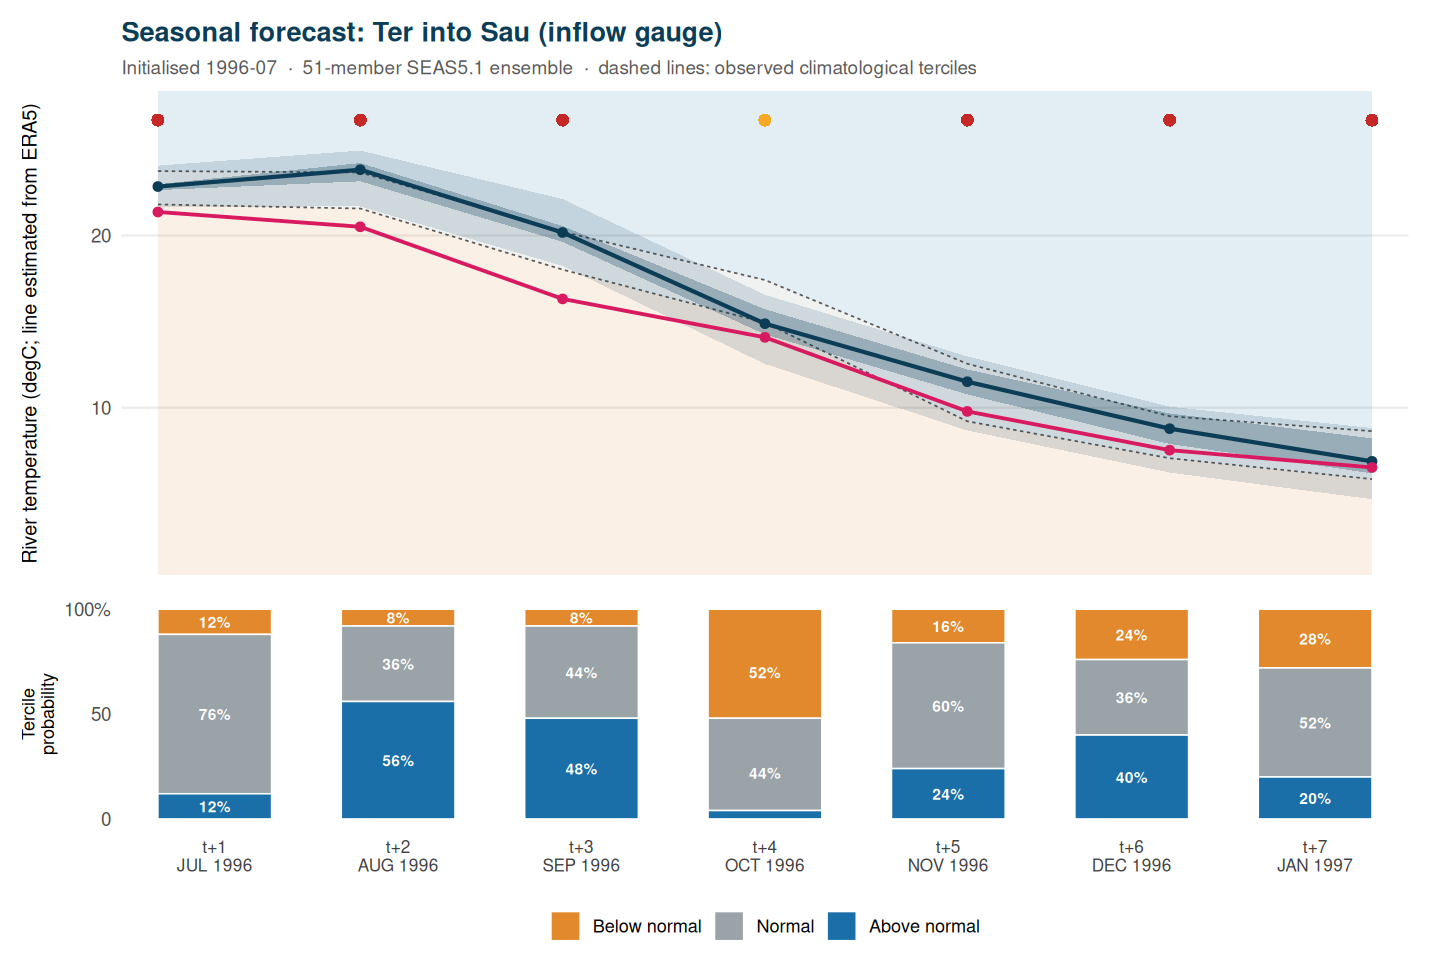 Seasonal forecast: Ter into Sau (inflow gauge)
Initialised 1996-07 · 51-member SEAS5.1 ensemble · dashed lines: observed climatological terciles
River temperature (degC; line estimated from ERA5)
20
10
Tercile
probability
100%
50
0
12%
76%
12%
8%
36%
56%
8%
44%
48%
52%
44%
16%
60%
24%
24%
36%
40%
28%
52%
20%
t+1
JUL 1996
t+2
AUG 1996
t+3
SEP 1996
t+4
OCT 1996
t+5
NOV 1996
t+6
DEC 1996
t+7
JAN 1997
Below normal
Normal
Above normal